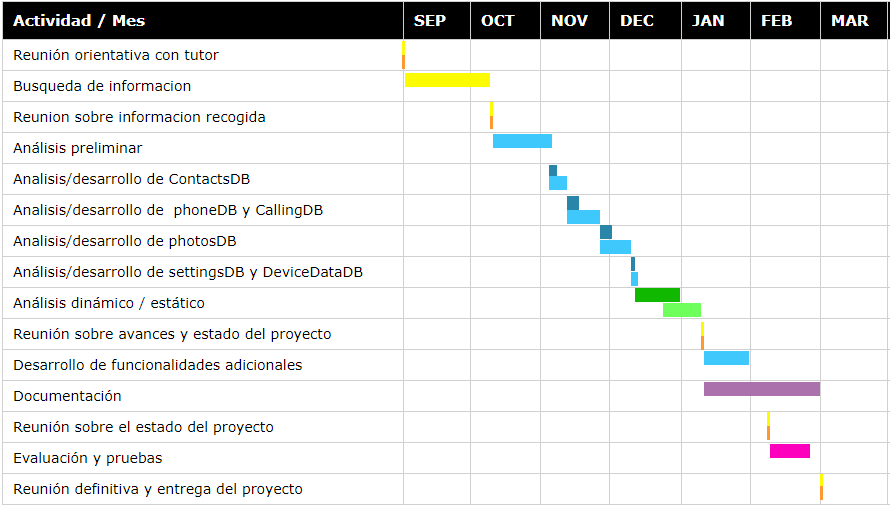 Actividad / Mes SEP OCT NOV DEC JAN FEB MAR
Reunión orientativa con tutor
Busqueda de informacion
Reunion sobre informacion recogida
Análisis preliminar
Analisis/desarrollo de ContactsDB
Analisis/desarrollo de  phoneDB y CallingDB
Analisis/desarrollo de photosDB
Análisis/desarrollo de settingsDB y DeviceDataDB
Análisis dinámico / estático
Reunión sobre avances y estado del proyecto
Desarrollo de funcionalidades adicionales
Documentación
Reunión sobre el estado del proyecto
Evaluación y pruebas
Reunión definitiva y entrega del proyecto